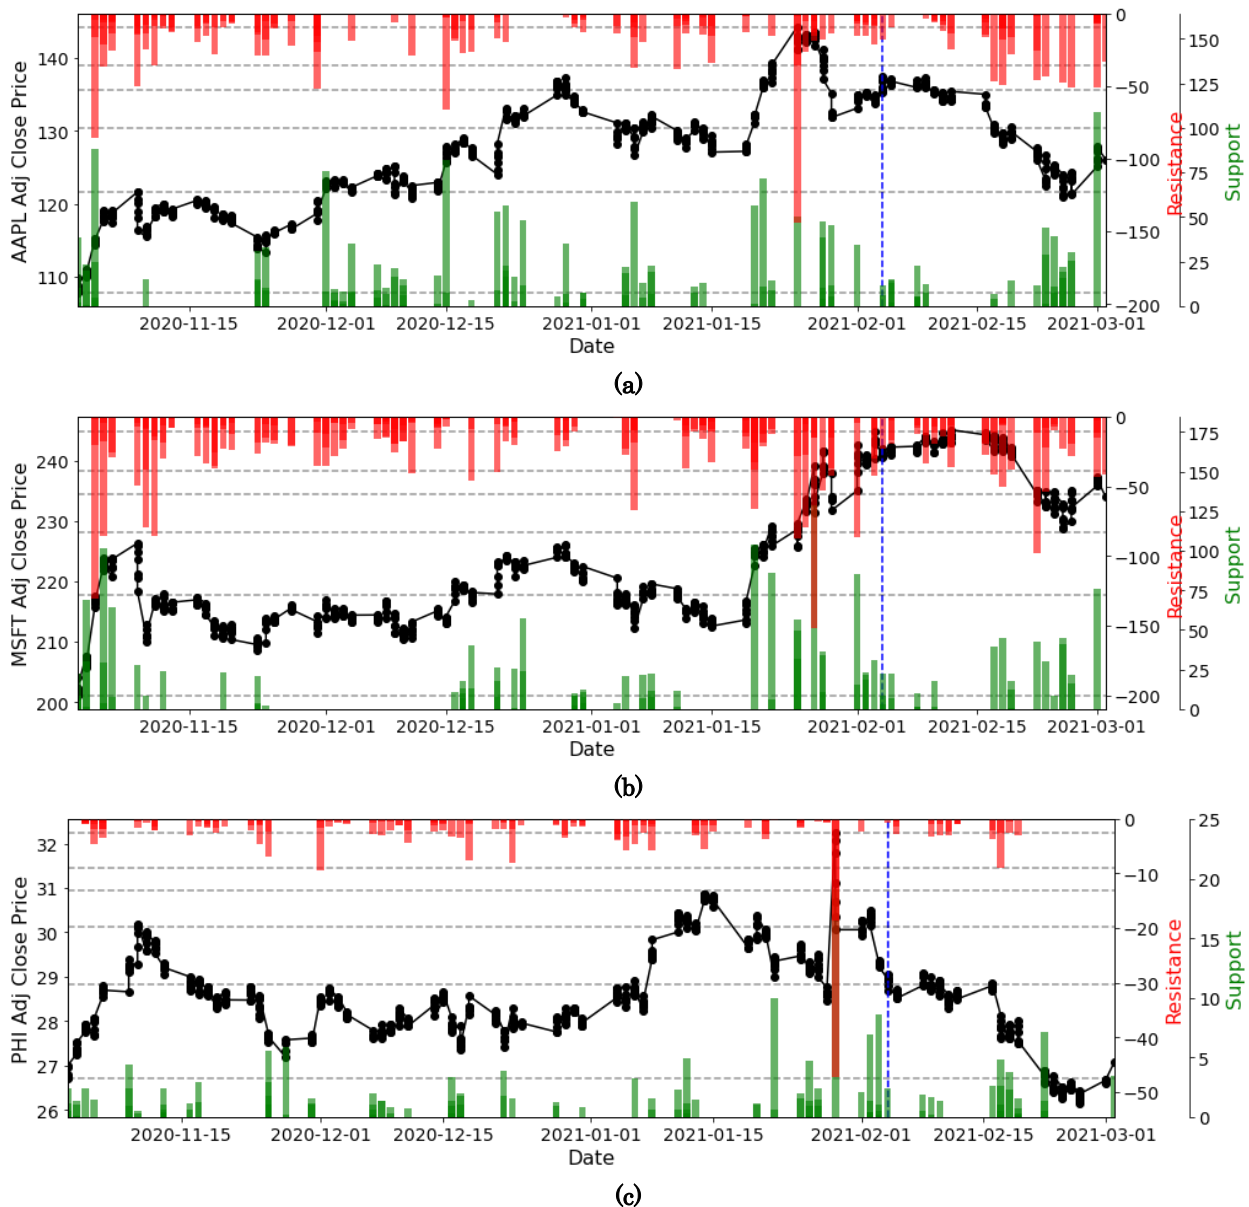 AAPL Adj Close Price
140
130
120
110
0
−50
−100
−150
−200
Resistance
150
125
100
75
50
25
0
Support
2020-11-15 2020-12-01 2020-12-15 2021-01-01 2021-01-15 2021-02-01 2021-02-15 2021-03-01
Date
(a)
MSFT Adj Close Price
240
230
220
210
200
0
−50
−100
−150
−200
Resistance
175
150
125
100
75
50
25
0
Support
2020-11-15 2020-12-01 2020-12-15 2021-01-01 2021-01-15 2021-02-01 2021-02-15 2021-03-01
Date
(b)
PHI Adj Close Price
32
31
30
29
28
27
26
0
−10
−20
−30
−40
−50
Resistance
25
20
15
10
5
0
Support
2020-11-15 2020-12-01 2020-12-15 2021-01-01 2021-01-15 2021-02-01 2021-02-15 2021-03-01
Date
(c)